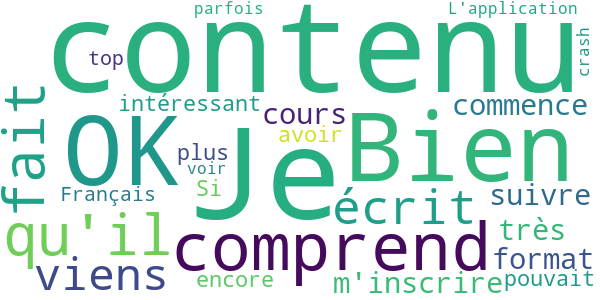 parfois L'application
contenu
top crash
fait intéressant cours commence
OK Je avoir Bien
plus
voir
Français Si écrit suivre
qu'il comprend très
viens encore m'inscrire format
pouvait